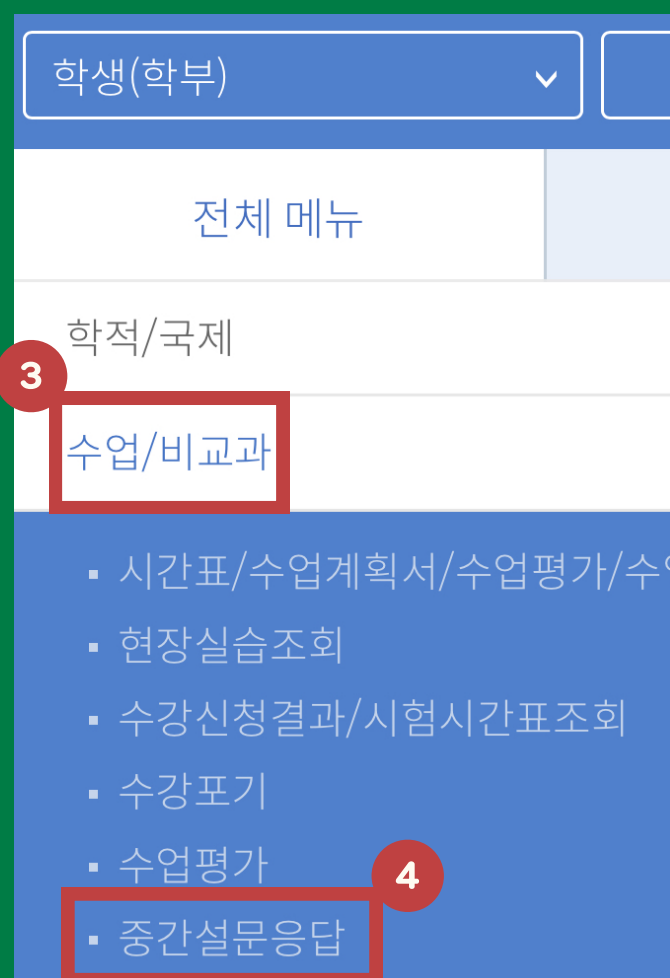 학생(학부)
전체 메뉴
학적/국제
3
수업/비교과
시간표/수업계획서/수업평가/수업
현장실습조회
수강신청결과/시험시간표조회
수강포기
수업평가
4
중간설문응답